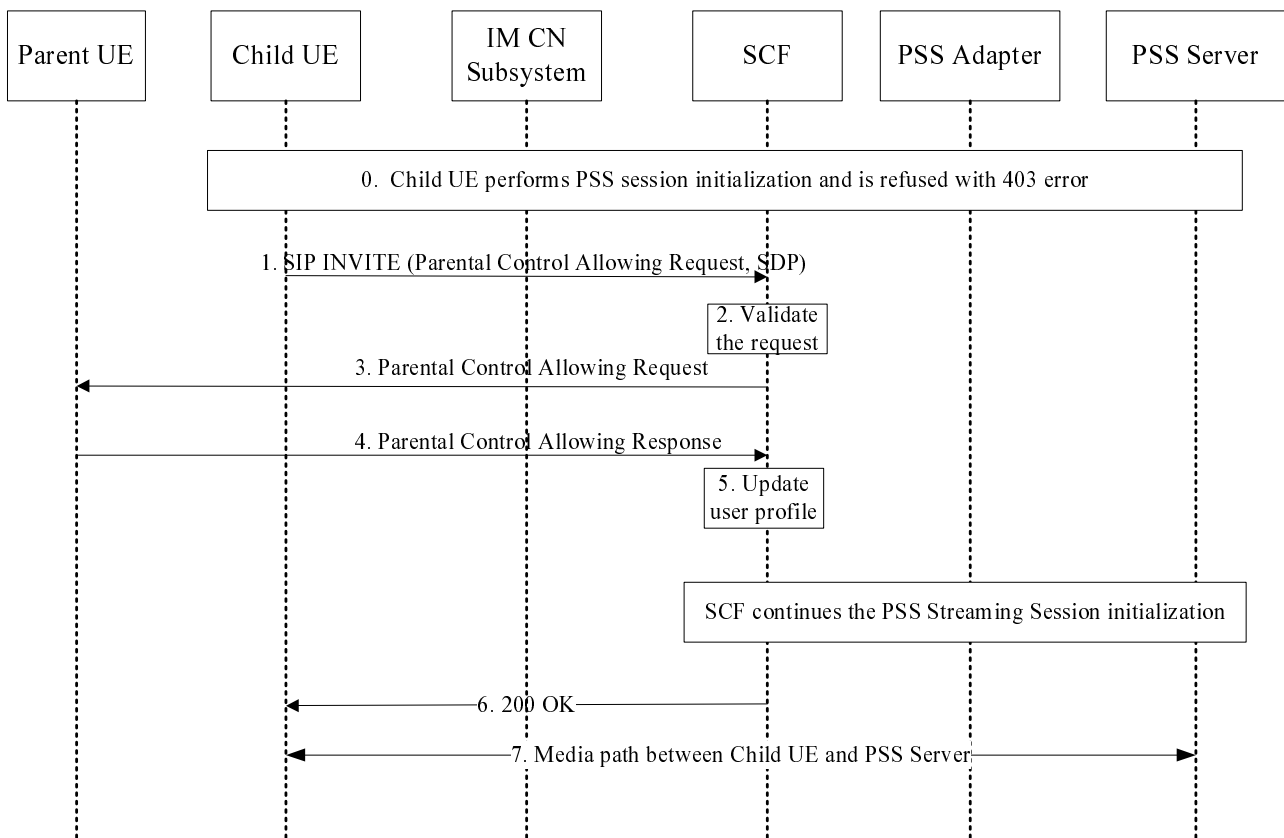 Parent UE
Child UE
IM CN
Subsystem
SCF
PSS Adapter
PSS Server
0. Child UE performs PSS session initialization and is refused with 403 error
1. SIP INVITE (Parental Control Allowing Request, SDP)
2. Validate
the request
3. Parental Control Allowing Request
4. Parental Control Allowing Response
5. Update
user profile
SCF continues the PSS Streaming Session initialization
6. 200 OK
7. Media path between Child UE and PSS Server